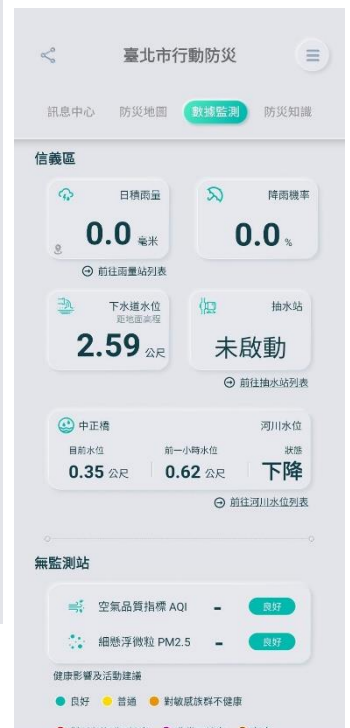 臺北市行動防災
訊息中心 防災地圖 數據監測 防災知識
信義區
日積雨量
0.0 毫米
降雨機率
0.0 %
前往雨量站列表
下水道水位
距地面高程
2.59 公尺
抽水站
未啟動
前往抽水站列表
中正橋 河川水位
目前水位 前一小時水位 狀態
0.35 公尺 0.62 公尺 下降
前往河川水位列表
無監測站
空氣品質指標 AQI - 良好
細懸浮微粒 PM2.5 - 良好
健康影響及活動建議
良好 普通 對敏感族群不健康